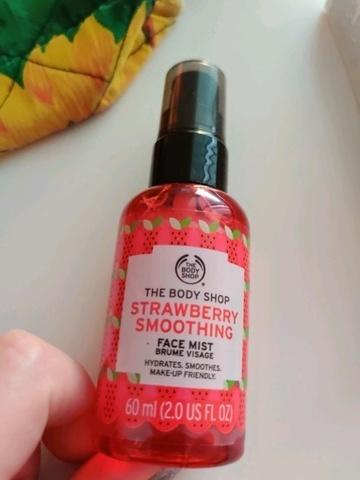 THE
BODY
SHOP
THE BODY SHOP
STRAWBERRY
SMOOTHING
FACE MIST
BRUME VISAGE
HYDRATES. SMOOTHES.
MAKE-UP FRIENDLY.
60 ml (2.0 US FL OZ)